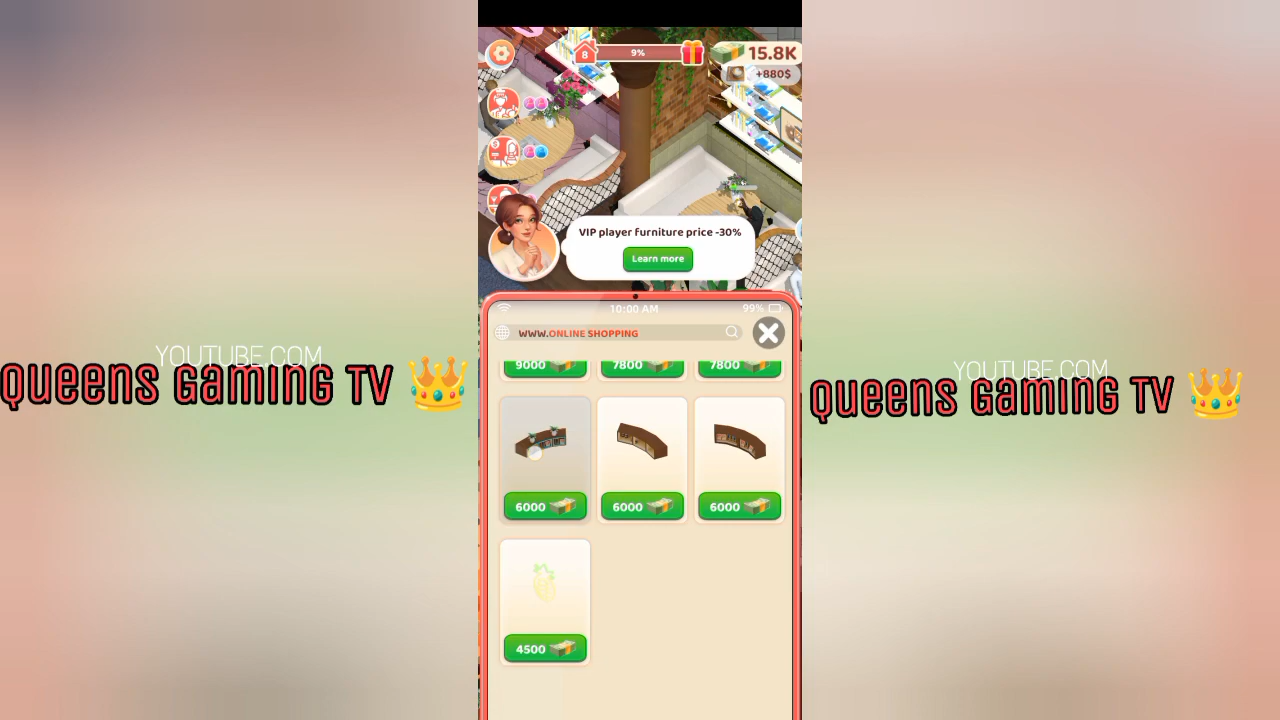 8
9%
15.8K
+880$
VIP player furniture price -30%
Learn more
10:00 AM
99%
WWW.ONLINE SHOPPING
9000
7800
7800
6000
6000
6000
4500
YOUTUBE.COM
Queens Gaming TV 👑
YOUTUBE.COM
Queens Gaming TV 👑